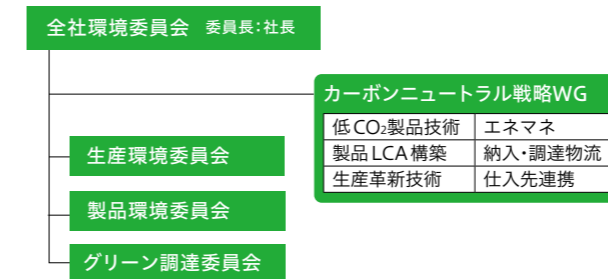 全社環境委員会 委員長:社長
カーボンニュートラル戦略WG
低CO₂製品技術 エネマネ
製品LCA構築 納入・調達物流
生産革新技術 仕入先連携
生産環境委員会
製品環境委員会
グリーン調達委員会